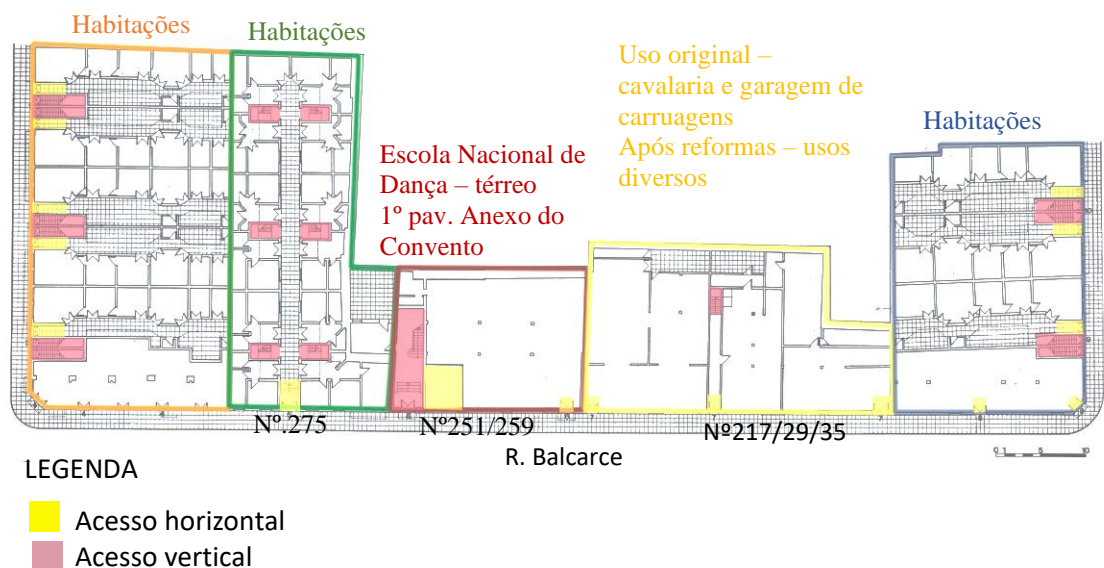 Habitações
Habitações
Uso original –
cavalaria e garagem de
carruagens
Após reformas – usos
diversos
Habitações
Escola Nacional de
Dança – térreo
1º pav. Anexo do
Convento
Nº.275
Nº251/259
Nº217/29/35
R. Balcarce
LEGENDA
Acesso horizontal
Acesso vertical